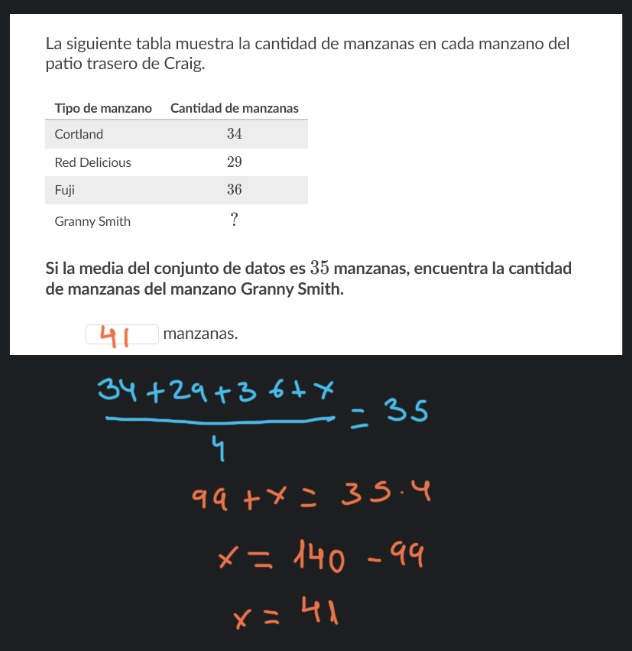 La siguiente tabla muestra la cantidad de manzanas en cada manzano del
patio trasero de Craig.
Tipo de manzano Cantidad de manzanas
Cortland 34
Red Delicious 29
Fuji 36
Granny Smith ?
Si la media del conjunto de datos es 35 manzanas, encuentra la cantidad
de manzanas del manzano Granny Smith.
41 manzanas.
34+29+36+x
= 35
4
99 + x = 35.4
x = 140 - 99
x = 41